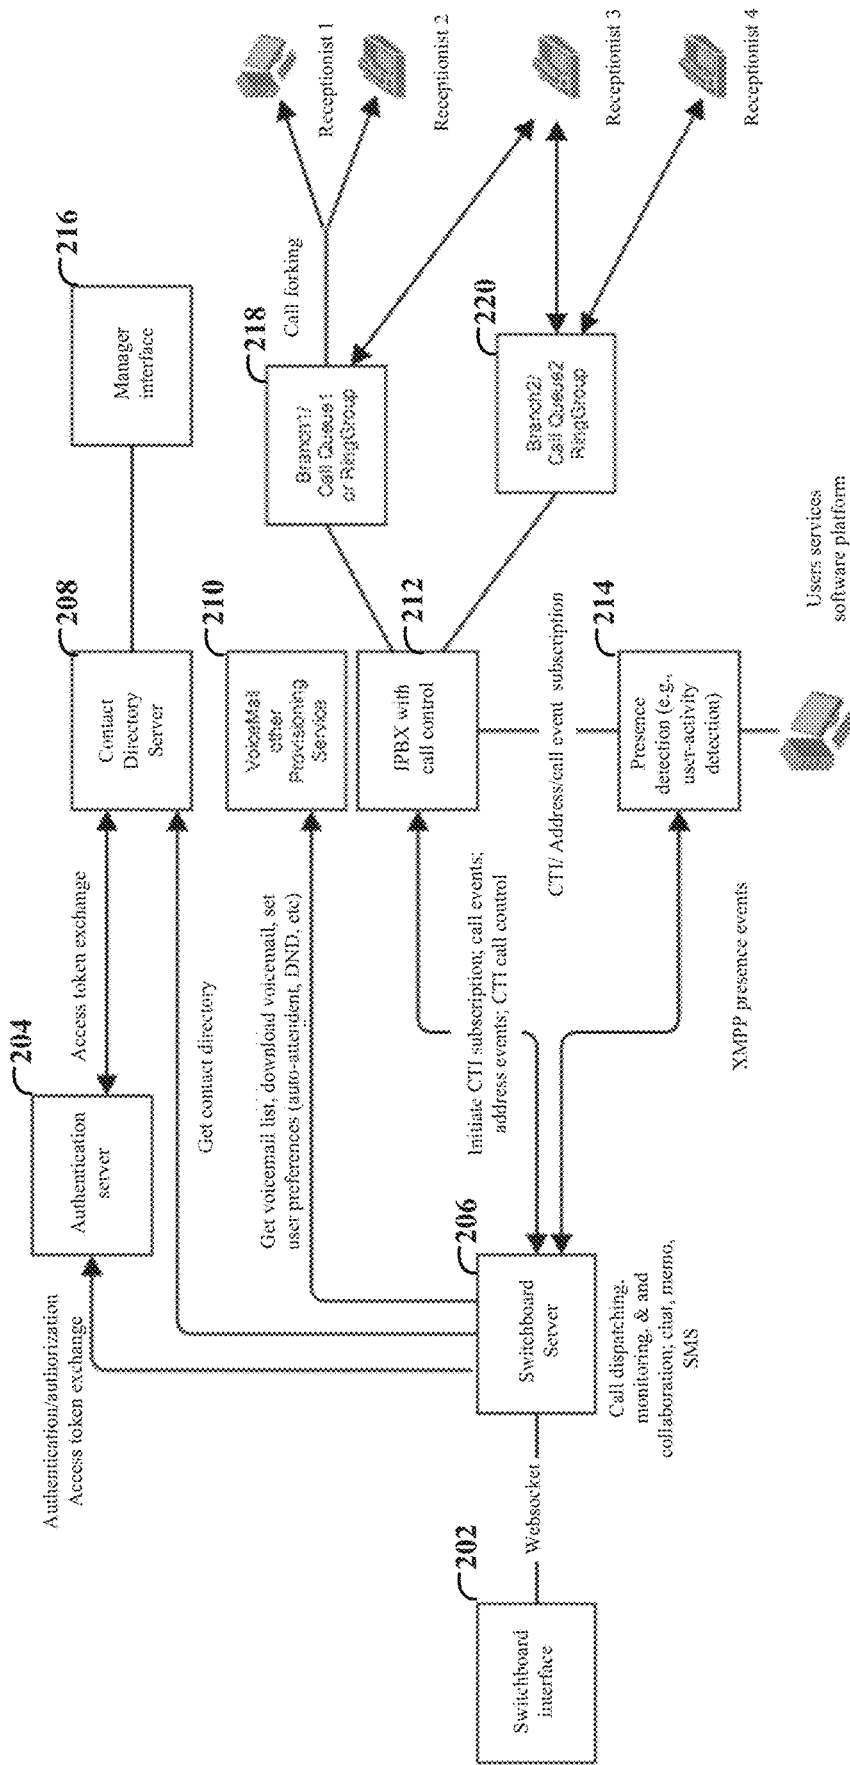 Switchboard
interface
202
Websocket
Switchboard
Server
206
Call dispatching,
monitoring, & and
collaboration; chat, memo,
SMS
Authentication/authorization
Access token exchange
Authentication
server
204
Access token exchange
Get contact directory
Get voicemail list, download voicemail, set
user preferences (auto-attendent, DND, etc)
Initiate CTI subscription; call events;
address events; CTI call control
XMPP presence events
Contact
Directory
Server
208
VoiceMail
other
Provisioning
Service
210
JPBX with
call control
212
CTI/ Address/call event subscription
Presence
detection (e.g.,
user-activity
detection)
214
Users services
software platform
Manager
interface
216
Branch1/
Call Queue1
or RingGroup
218
Call forking
Branch2/
Call Queue2
RingGroup
220
Receptionist 1
Receptionist 2
Receptionist 3
Receptionist 4